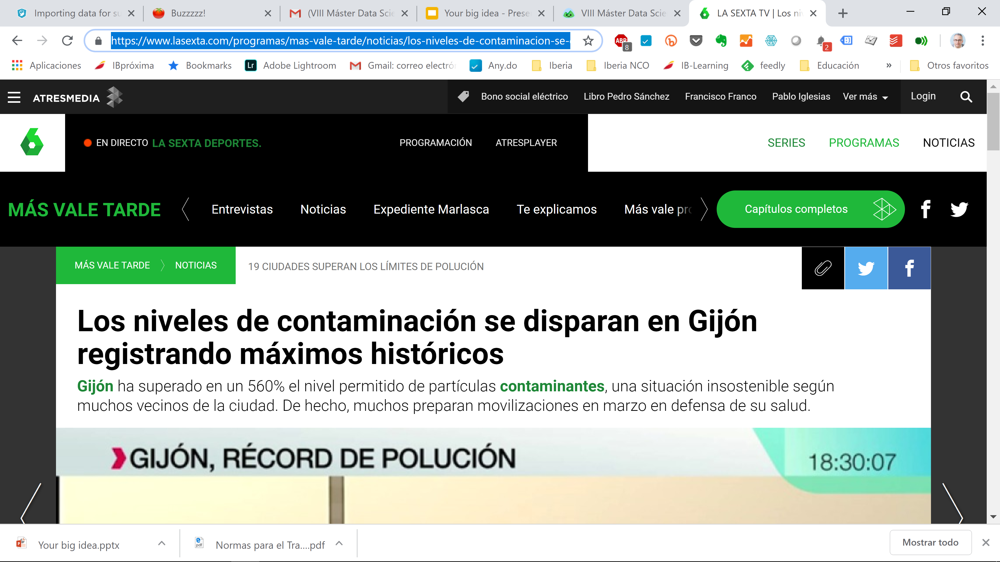 Importing data for su
Buzzzzz!
(VIII Máster Data Scie
Your big idea - Prese
VIII Máster Data Scie
LA SEXTA TV | Los niv
https://www.lasexta.com/programas/mas-vale-tarde/noticias/los-niveles-de-contaminacion-se-
ABP
8
2
Aplicaciones
IBpróxima
Bookmarks
Lr
Adobe Lightroom
Gmail: correo electró
Any.do
Iberia
Iberia NCO
IB-Learning
feedly
Educación
»
Otros favoritos
ATRESMEDIA
Bono social eléctrico
Libro Pedro Sánchez
Francisco Franco
Pablo Iglesias
Ver más
Login
EN DIRECTO LA SEXTA DEPORTES.
PROGRAMACIÓN
ATRESPLAYER
SERIES
PROGRAMAS
NOTICIAS
MÁS VALE TARDE
Entrevistas
Noticias
Expediente Marlasca
Te explicamos
Más vale pro
Capítulos completos
MÁS VALE TARDE
NOTICIAS
19 CIUDADES SUPERAN LOS LÍMITES DE POLUCIÓN
Los niveles de contaminación se disparan en Gijón
registrando máximos históricos
Gijón ha superado en un 560% el nivel permitido de partículas contaminantes, una situación insostenible según
muchos vecinos de la ciudad. De hecho, muchos preparan movilizaciones en marzo en defensa de su salud.
GIJÓN, RÉCORD DE POLUCIÓN
18:30:07
Your big idea.pptx
Normas para el Tra....pdf
Mostrar todo